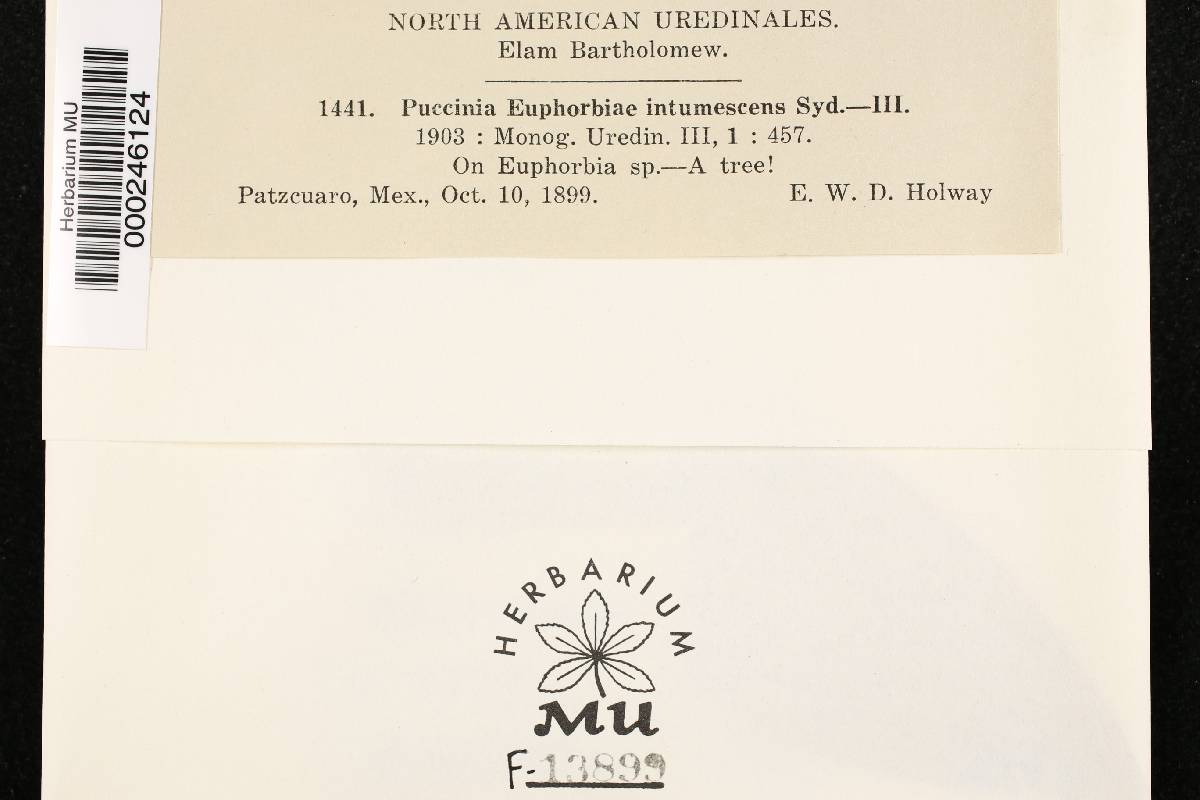 NORTH AMERICAN UREDINALES.
Elam Bartholomew.
1441. Puccinia Euphorbiae intumescens Syd.—III.
1903 : Monog. Uredin. III, 1 : 457.
On Euphorbia sp.—A tree!
Patzcuaro, Mex., Oct. 10, 1899. E. W. D. Holway
Herbarium MU
000246124
HERBARIUM
MU
F-13899